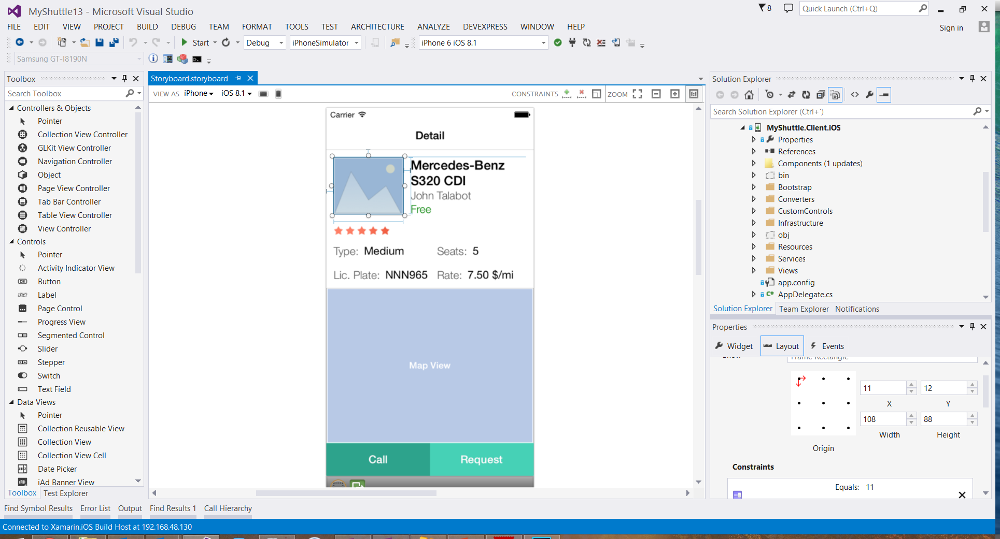 MyShuttle13 - Microsoft Visual Studio
8
Quick Launch (Ctrl+Q)
FILE EDIT VIEW PROJECT BUILD DEBUG TEAM FORMAT TOOLS TEST ARCHITECTURE ANALYZE DEVEXPRESS WINDOW HELP
Sign in
Start Debug iPhoneSimulator iPhone 6 iOS 8.1
Samsung GT-I8190N
Toolbox
Search Toolbox
Controllers & Objects
Pointer
Collection View Controller
GLKit View Controller
Navigation Controller
Object
Page View Controller
Tab Bar Controller
Table View Controller
View Controller
Controls
Pointer
Activity Indicator View
Button
Label
Page Control
Progress View
Segmented Control
Slider
Stepper
Switch
Text Field
Data Views
Pointer
Collection Reusable View
Collection View
Collection View Cell
Date Picker
iAd Banner View
Toolbox Test Explorer
Storyboard.storyboard
VIEW AS iPhone iOS 8.1 CONSTRAINTS ZOOM
Carrier
Detail
Mercedes-Benz
S320 CDI
John Talabot
Free
Type: Medium Seats: 5
Lic. Plate: NNN965 Rate: 7.50 $/mi
Map View
Call Request
Solution Explorer
Search Solution Explorer (Ctrl+`)
MyShuttle.Client.iOS
Properties
References
Components (1 updates)
bin
Bootstrap
Converters
CustomControls
Infrastructure
obj
Resources
Services
Views
app.config
C# AppDelegate.cs
Solution Explorer Team Explorer Notifications
Properties
Widget Layout Events
Frame Rectangle
11 12
X Y
108 88
Width Height
Origin
Constraints
Equals: 11
Find Symbol Results Error List Output Find Results 1 Call Hierarchy
Connected to Xamarin.iOS Build Host at 192.168.48.130